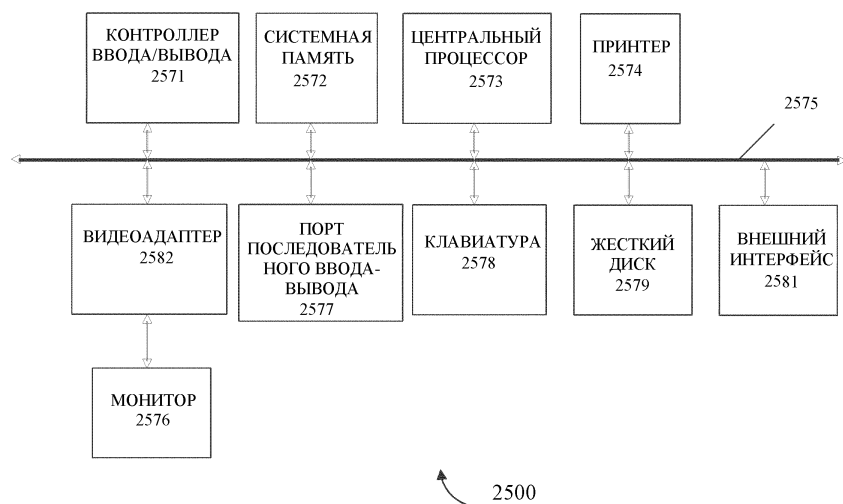 КОНТРОЛЛЕР
ВВОДА/ВЫВОДА
2571
СИСТЕМНАЯ
ПАМЯТЬ
2572
ЦЕНТРАЛЬНЫЙ
ПРОЦЕССОР
2573
ПРИНТЕР
2574
2575
ВИДЕОАДАПТЕР
2582
ПОРТ
ПОСЛЕДОВАТЕЛЬ
НОГО ВВОДА-
ВЫВОДА
2577
КЛАВИАТУРА
2578
ЖЕСТКИЙ
ДИСК
2579
ВНЕШНИЙ
ИНТЕРФЕЙС
2581
МОНИТОР
2576
2500